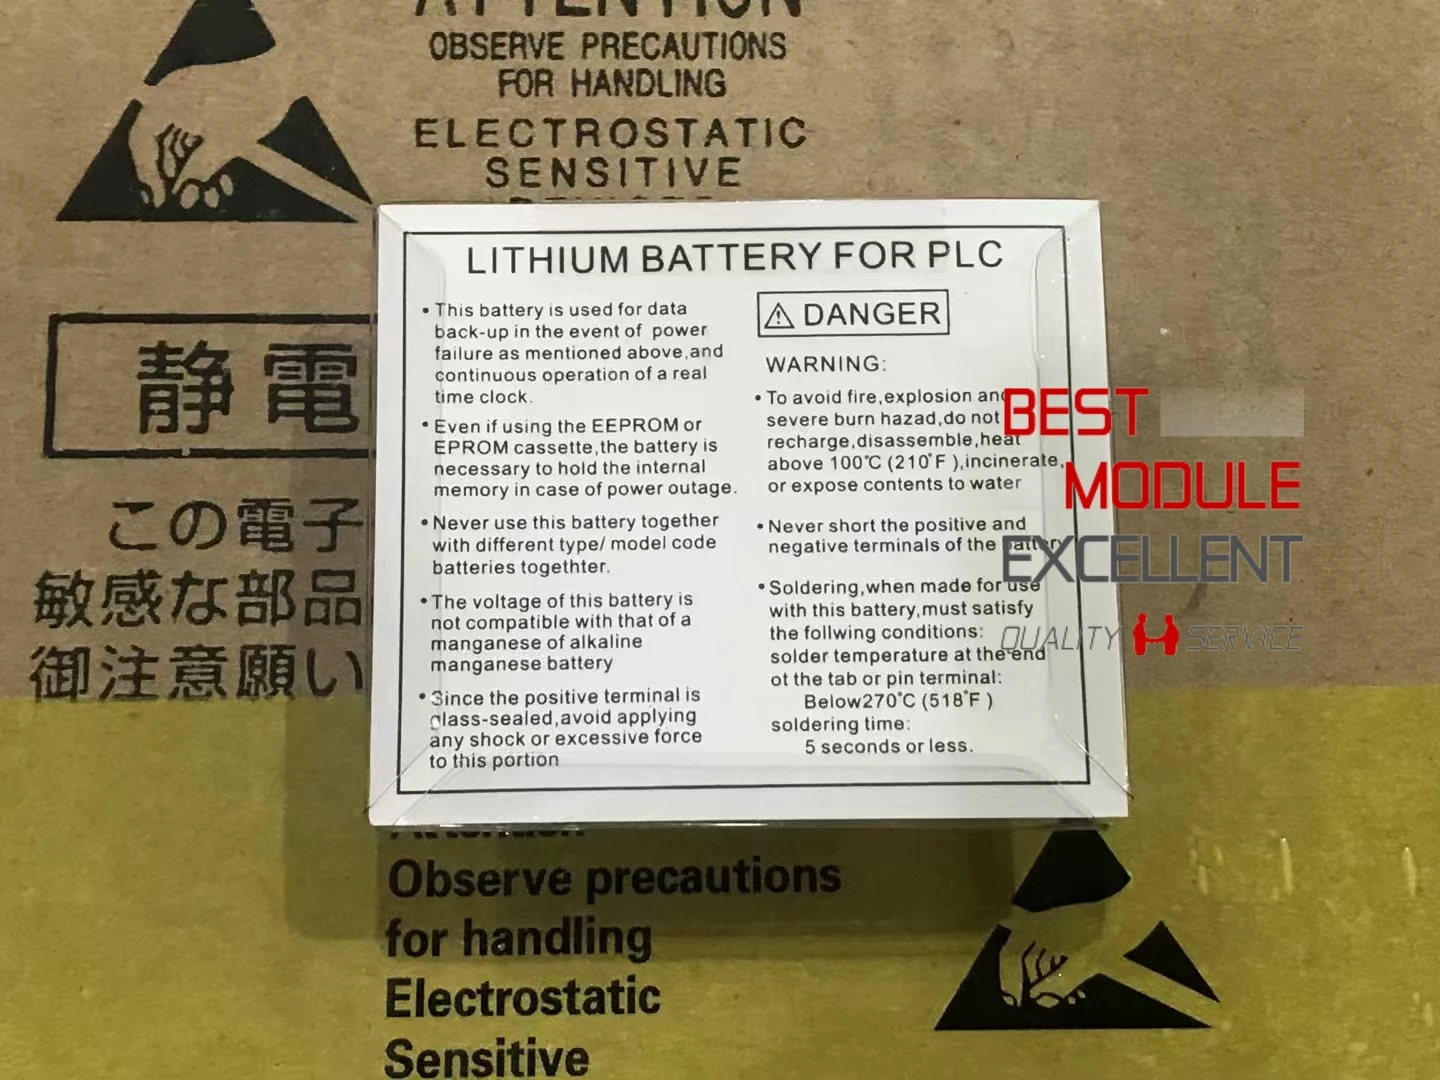 ATTENTION
OBSERVE PRECAUTIONS
FOR HANDLING
ELECTROSTATIC
SENSITIVE
静電
この電子
敏感な部品
御注意願い
LITHIUM BATTERY FOR PLC
• This battery is used for data
back-up in the event of power
failure as mentioned above,and
continuous operation of a real
time clock.
• Even if using the EEPROM or
EPROM cassette,the battery is
necessary to hold the internal
memory in case of power outage.
• Never use this battery together
with different type/ model code
batteries togethter.
• The voltage of this battery is
not compatible with that of a
manganese of alkaline
manganese battery
• Since the positive terminal is
glass-sealed,avoid applying
any shock or excessive force
to this portion
⚠ DANGER
WARNING:
• To avoid fire,explosion and
severe burn hazad,do not
recharge,disassemble,heat
above 100℃ (210°F ),incinerate,
or expose contents to water
• Never short the positive and
negative terminals of the battery
• Soldering,when made for use
with this battery,must satisfy
the follwing conditions:
solder temperature at the end
ot the tab or pin terminal:
Below270℃ (518°F )
soldering time:
5 seconds or less.
BEST
MODULE
EXCELLENT
QUALITY H SERVICE
Attention
Observe precautions
for handling
Electrostatic
Sensitive